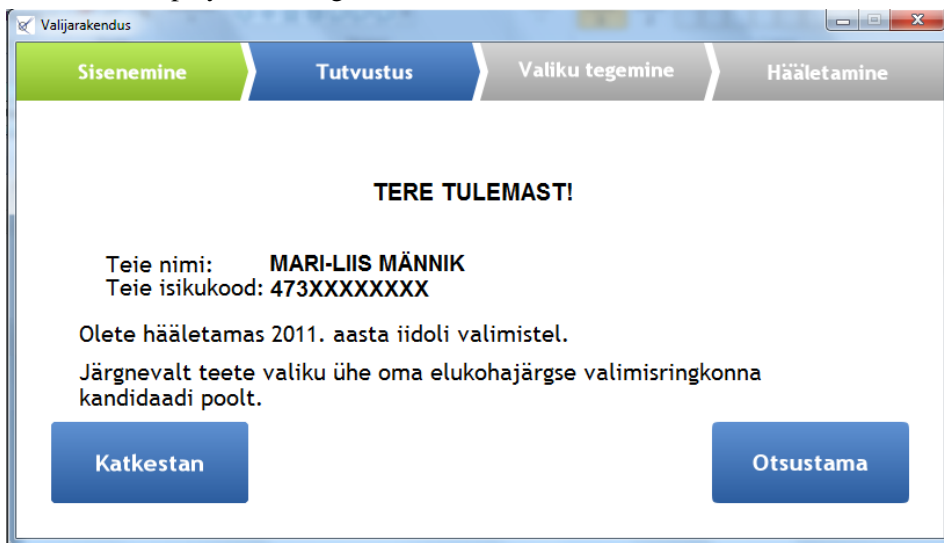 Valijarakendus
Sisenemine Tutvustus Valiku tegemine Hääletamine
TERE TULEMAST!
Teie nimi: MARI-LIIS MÄNNIK
Teie isikukood: 473XXXXXXXX
Olete hääletamas 2011. aasta iidoli valimistel.
Järgnevalt teete valiku ühe oma elukohajärgse valimisringkonna
kandidaadi poolt.
Katkestan Otsustama